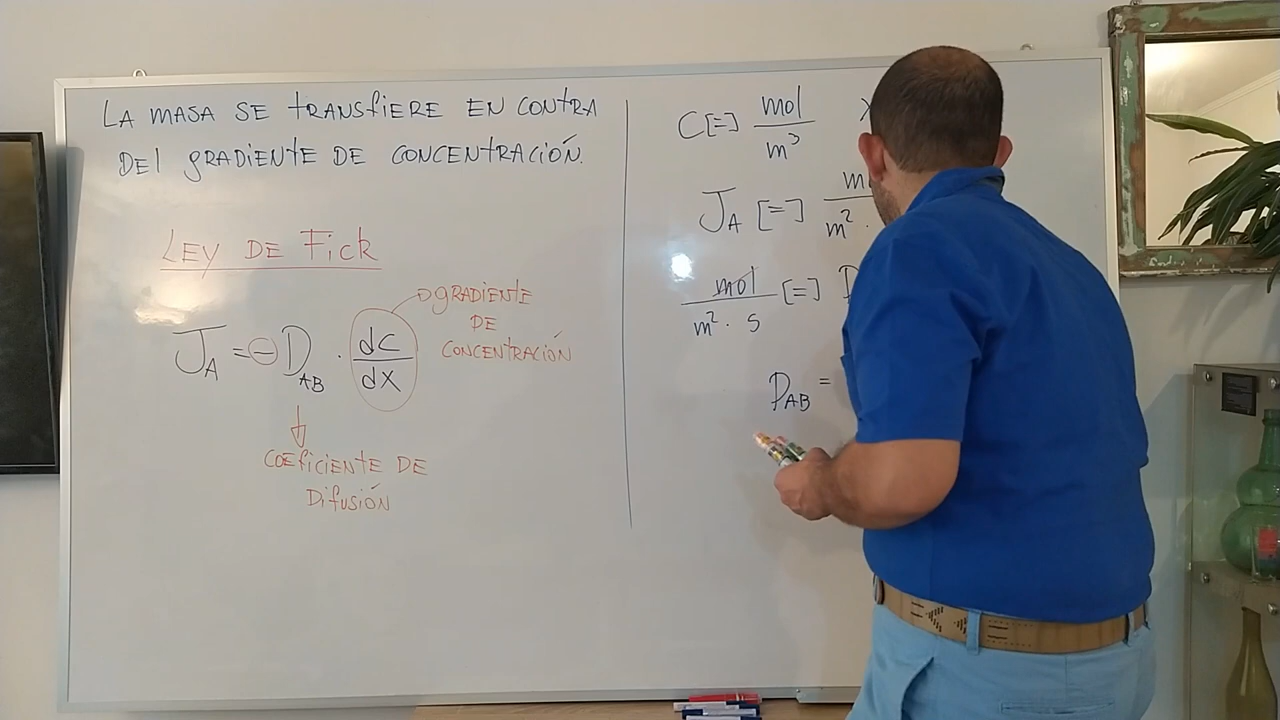 LA MASA SE TRANSFIERE EN CONTRA
DEL GRADIENTE DE CONCENTRACIÓN.
LEY DE FICK
J_A = - D_AB · dc/dx
GRADIENTE
DE
CONCENTRACIÓN
COEFICIENTE DE
DIFUSIÓN
C [=] mol/m³
J_A [=] m².
mol/m² · s [=]
D_AB =